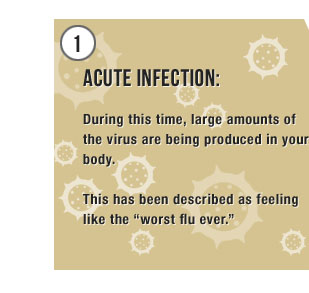 1
ACUTE INFECTION:
During this time, large amounts of
the virus are being produced in your
body.
This has been described as feeling
like the “worst flu ever.”